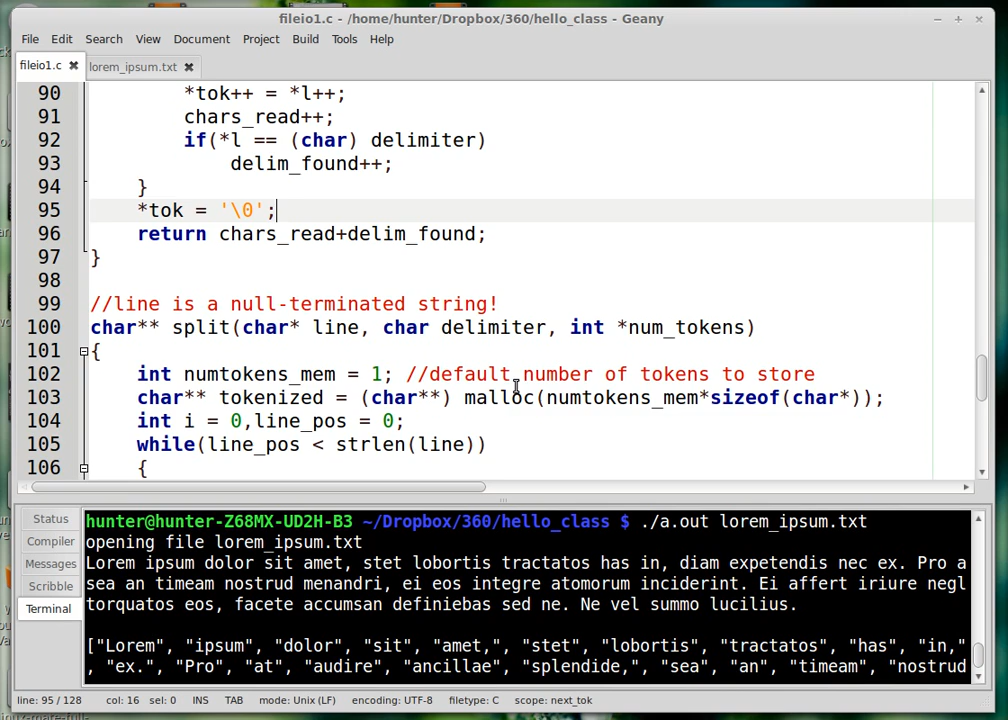 fileio1.c - /home/hunter/Dropbox/360/hello_class - Geany
File Edit Search View Document Project Build Tools Help
fileio1.c lorem_ipsum.txt
90 *tok++ = *l++;
91 chars_read++;
92 if(*l == (char) delimiter)
93 delim_found++;
94 }
95 *tok = '\0';
96 return chars_read+delim_found;
97 }
98
99 //line is a null-terminated string!
100 char** split(char* line, char delimiter, int *num_tokens)
101 {
102 int numtokens_mem = 1; //default number of tokens to store
103 char** tokenized = (char**) malloc(numtokens_mem*sizeof(char*));
104 int i = 0,line_pos = 0;
105 while(line_pos < strlen(line))
106 {
Status
Compiler
Messages
Scribble
Terminal
hunter@hunter-Z68MX-UD2H-B3 ~/Dropbox/360/hello_class $ ./a.out lorem_ipsum.txt
opening file lorem_ipsum.txt
Lorem ipsum dolor sit amet, stet lobortis tractatos has in, diam expetendis nec ex. Pro a
sea an timeam nostrud menandri, ei eos integre atomorum inciderint. Ei affert iriure negl
torquatos eos, facete accumsan definiebas sed ne. Ne vel summo lucilius.
["Lorem", "ipsum", "dolor", "sit", "amet,", "stet", "lobortis", "tractatos", "has", "in,"
, "ex.", "Pro", "at", "audire", "ancillae", "splendide,", "sea", "an", "timeam", "nostrud
line: 95 / 128 col: 16 sel: 0 INS TAB mode: Unix (LF) encoding: UTF-8 filetype: C scope: next_tok